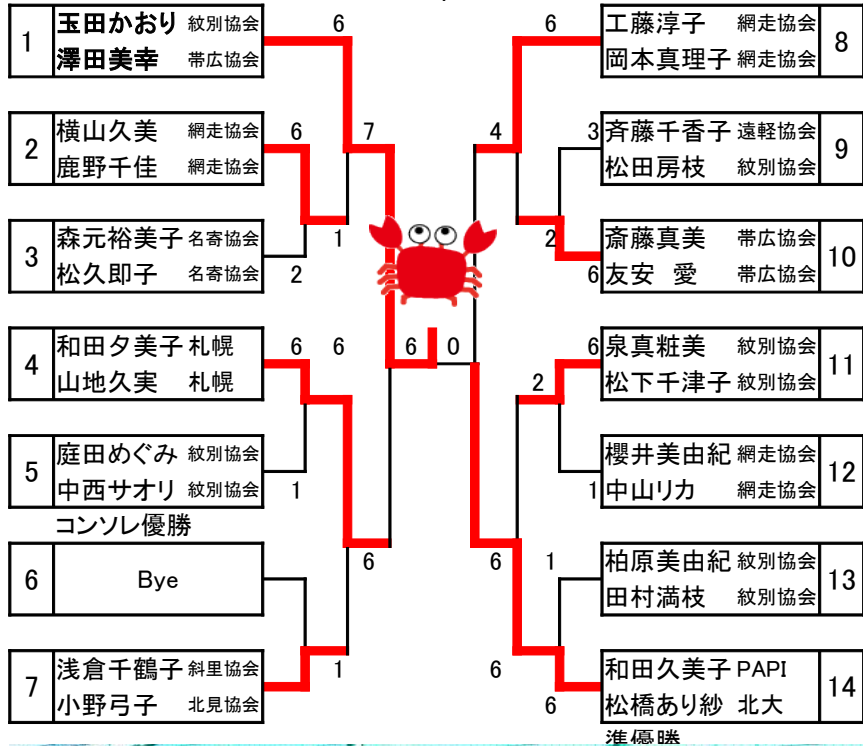 1 玉田かおり 紋別協会
澤田美幸 帯広協会
6
2 横山久美 網走協会
鹿野千佳 網走協会
6
7
3 森元裕美子 名寄協会
松久即子 名寄協会
2
1
4 和田夕美子 札幌
山地久実 札幌
6 6
6 0
5 庭田めぐみ 紋別協会
中西サオリ 紋別協会
1
コンソレ優勝
6 Bye
6
7 浅倉千鶴子 斜里協会
小野弓子 北見協会
1
6 工藤淳子 網走協会 8
岡本真理子 網走協会
4
3 斉藤千香子 遠軽協会 9
松田房枝 紋別協会
2 斎藤真美 帯広協会 10
6 友安 愛 帯広協会
6 泉真粧美 紋別協会 11
松下千津子 紋別協会
2
櫻井美由紀 網走協会 12
1 中山リカ 網走協会
6 1 柏原美由紀 紋別協会 13
田村満枝 紋別協会
6 和田久美子 PAPI 14
6 松橋あり紗 北大
準優勝